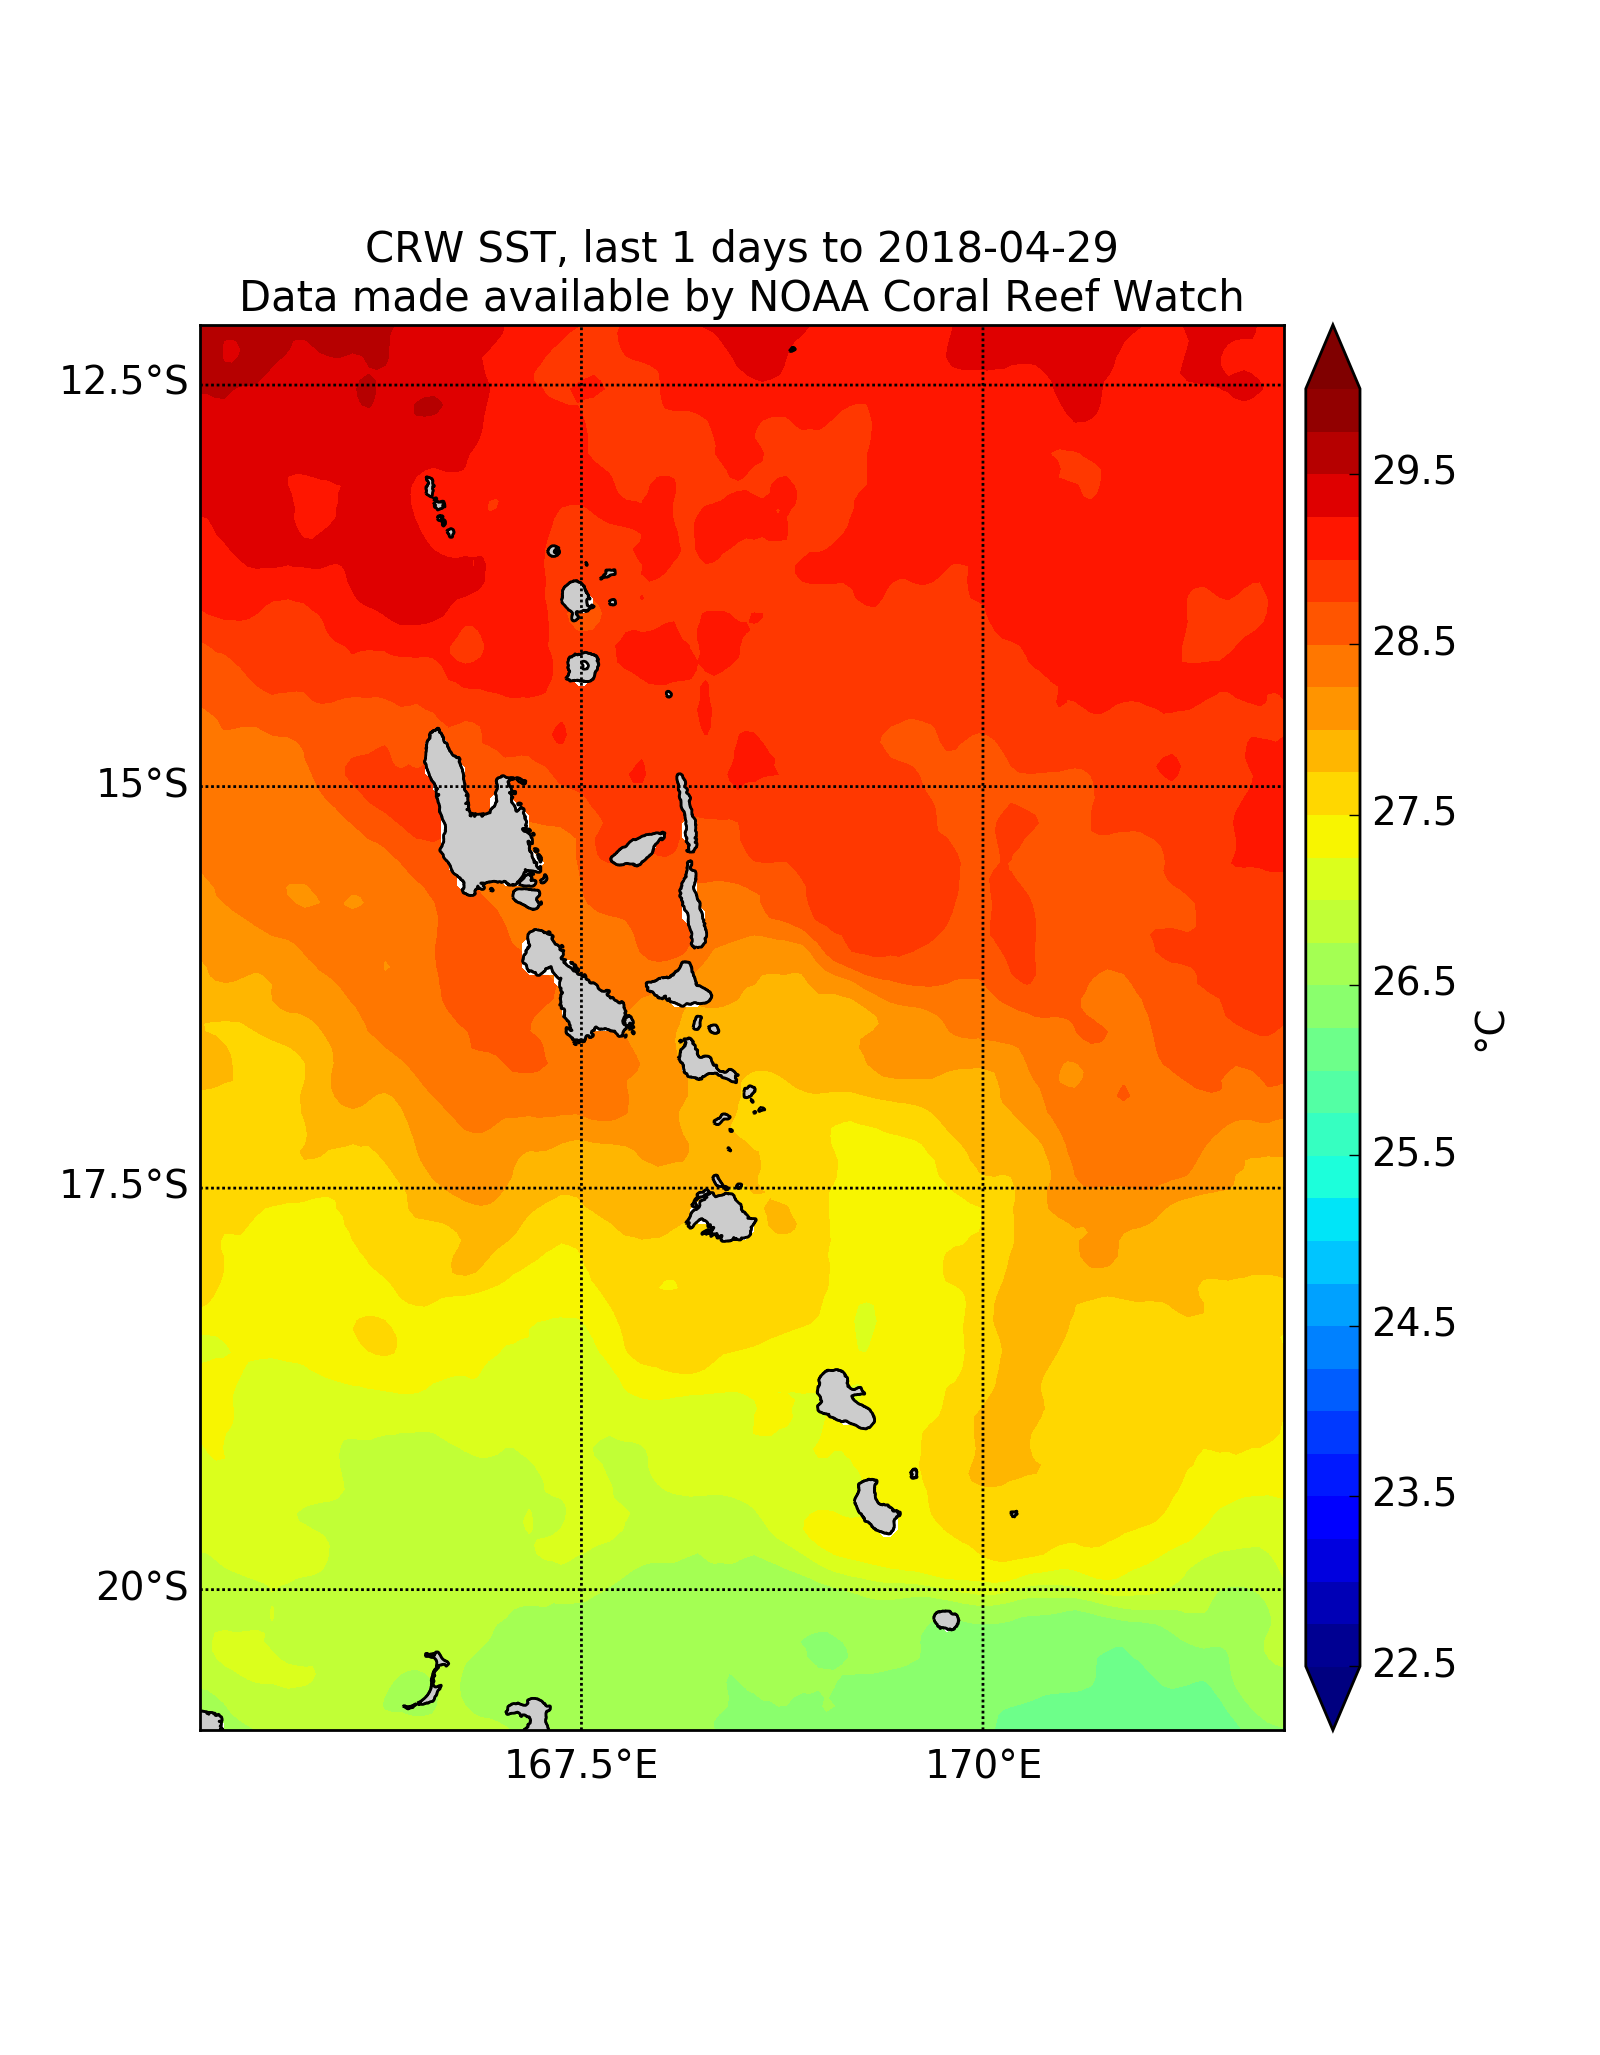 CRW SST, last 1 days to 2018-04-29
Data made available by NOAA Coral Reef Watch
12.5°S
15°S
17.5°S
20°S
167.5°E
170°E
29.5
28.5
27.5
26.5
25.5
24.5
23.5
22.5
°C